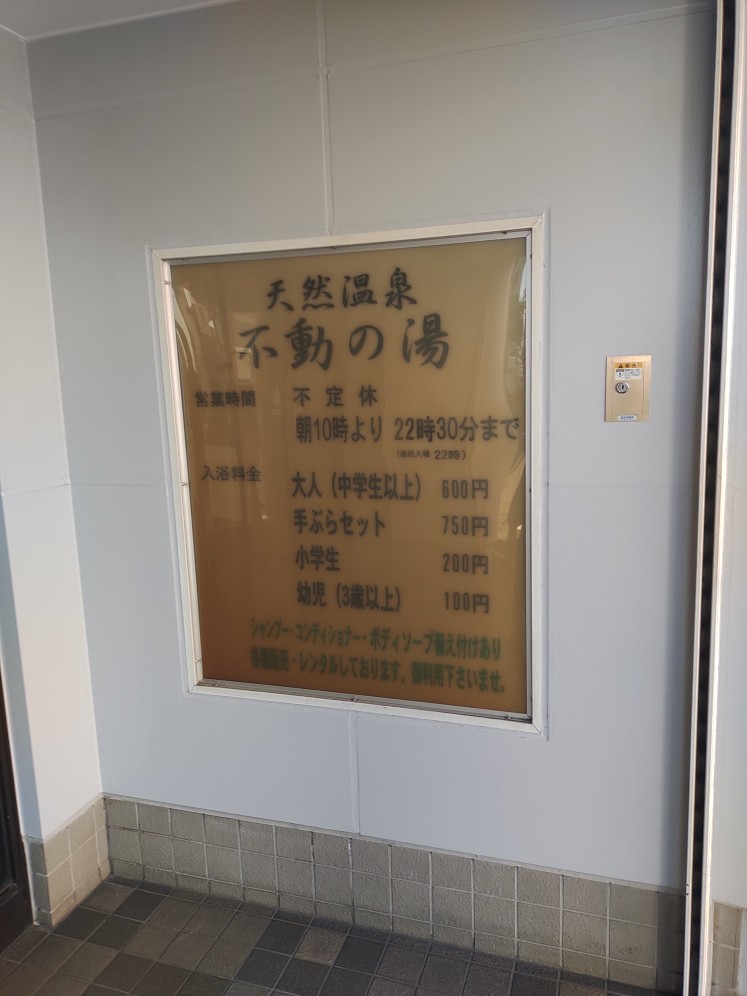 天然温泉
不動の湯
営業時間 不定休
朝10時より 22時30分まで
(最終入場 22時)
入浴料金 大人(中学生以上) 600円
手ぶらセット 750円
小学生 200円
幼児(3歳以上) 100円
シャンプー・コンディショナー・ボディソープ備え付けあり
各種販売・レンタルしております。御利用下さいませ。